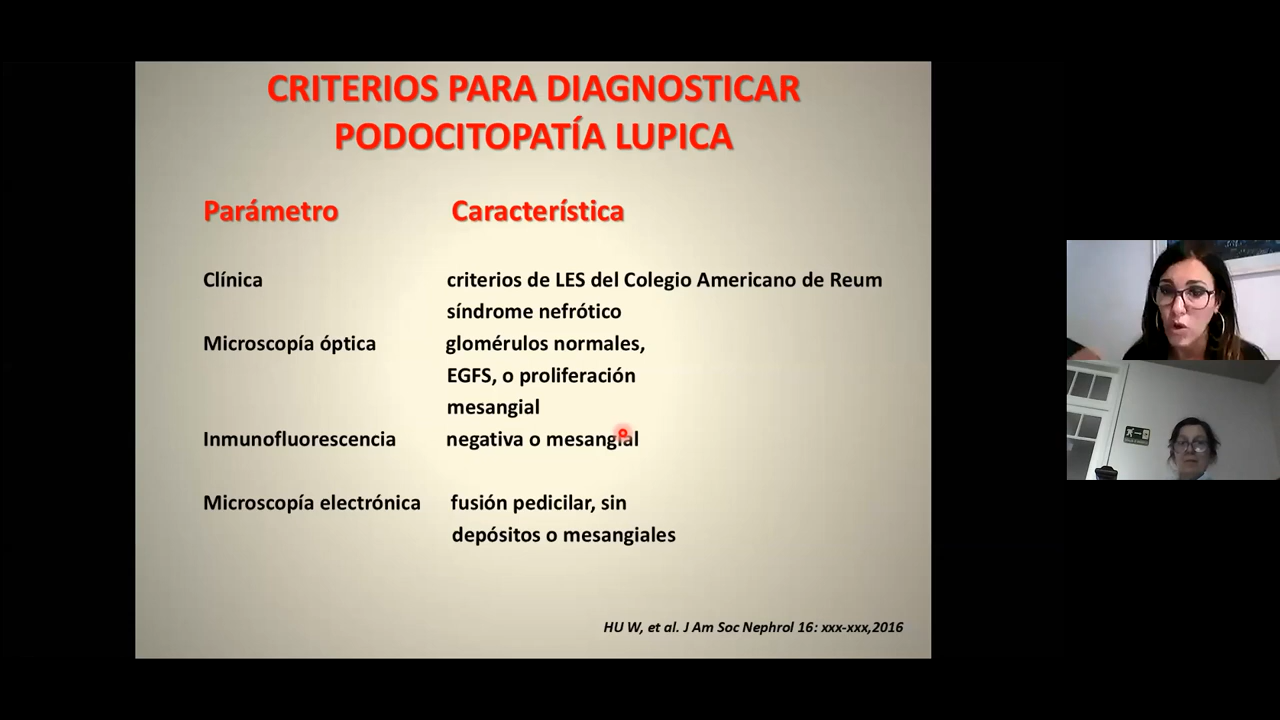 CRITERIOS PARA DIAGNOSTICAR
PODOCITOPATÍA LUPICA
Parámetro Característica
Clínica criterios de LES del Colegio Americano de Reum
síndrome nefrótico
Microscopía óptica glomérulos normales,
EGFS, o proliferación
mesangial
Inmunofluorescencia negativa o mesangial
Microscopía electrónica fusión pedicilar, sin
depósitos o mesangiales
HU W, et al. J Am Soc Nephrol 16: xxx-xxx,2016